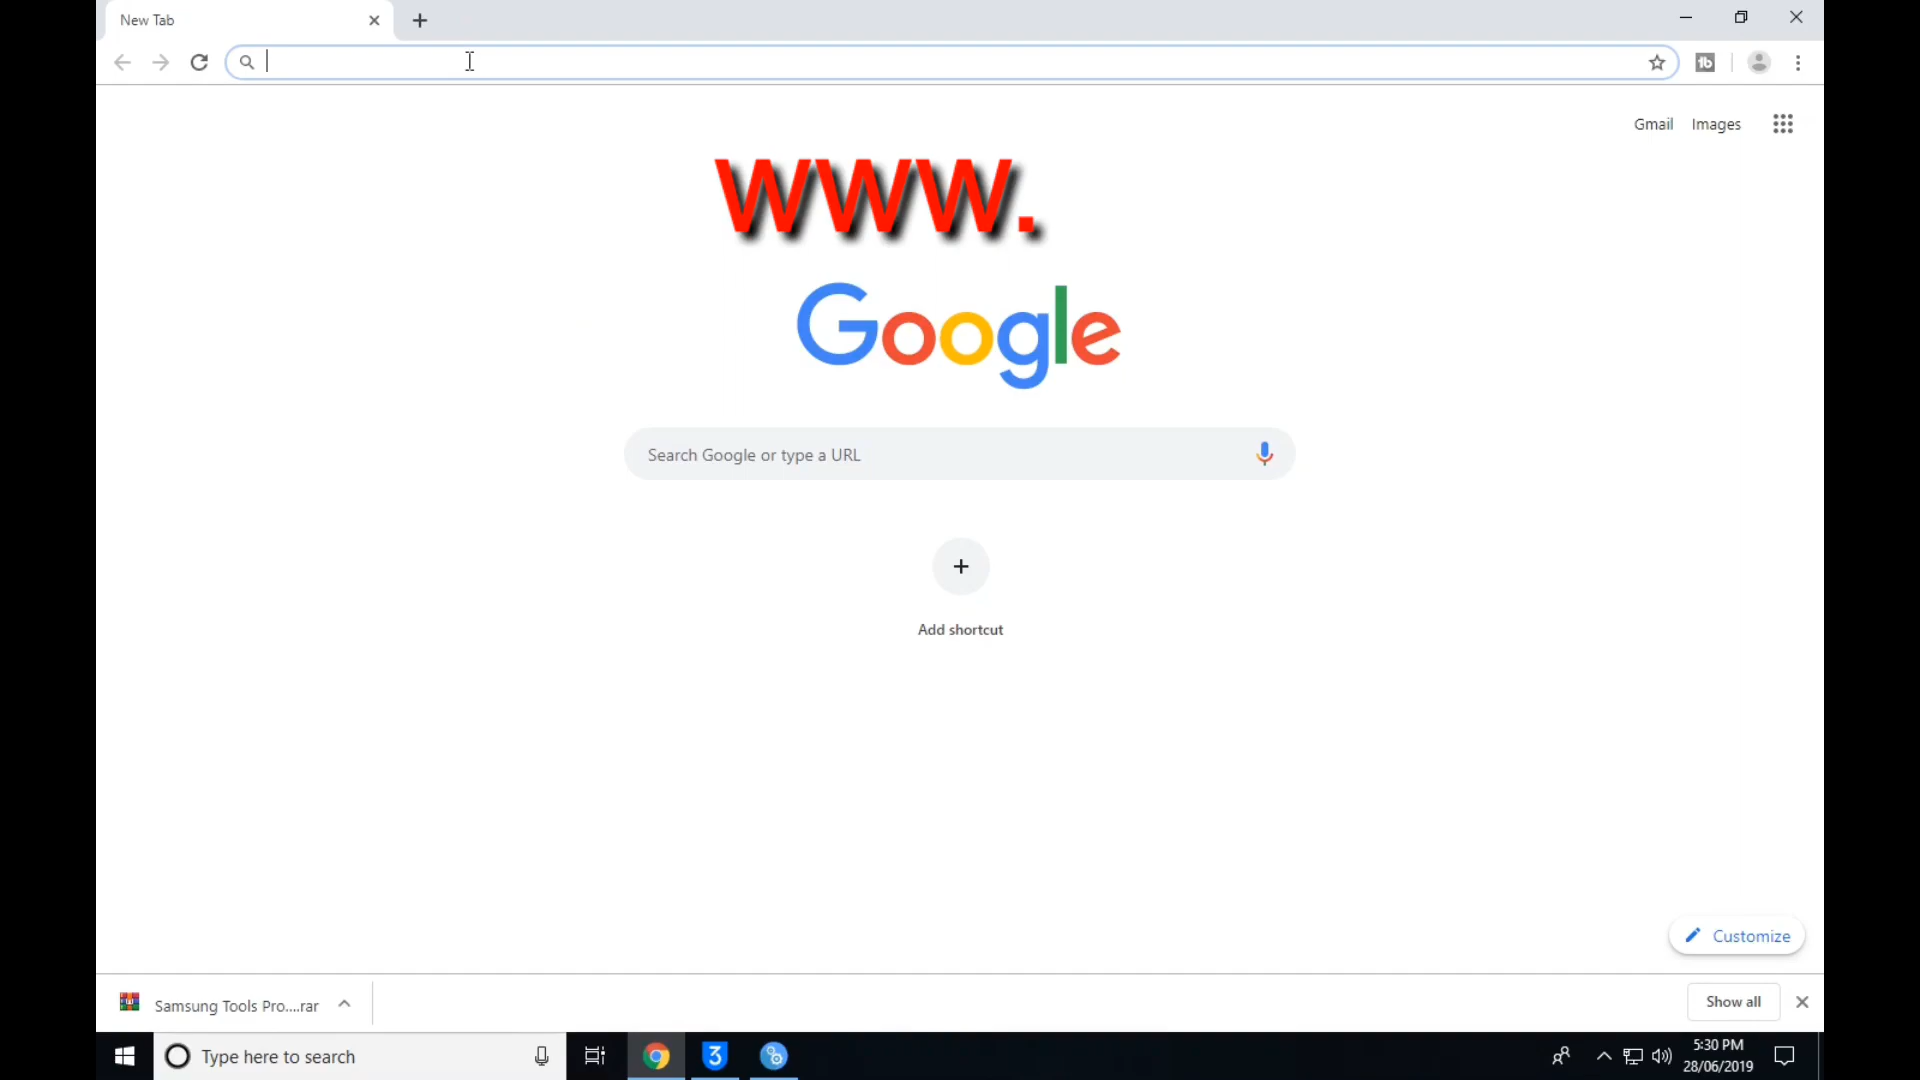 New Tab
Gmail Images
WWW.
Google
Search Google or type a URL
Add shortcut
Customize
Samsung Tools Pro....rar
Show all
Type here to search
5:30 PM
28/06/2019